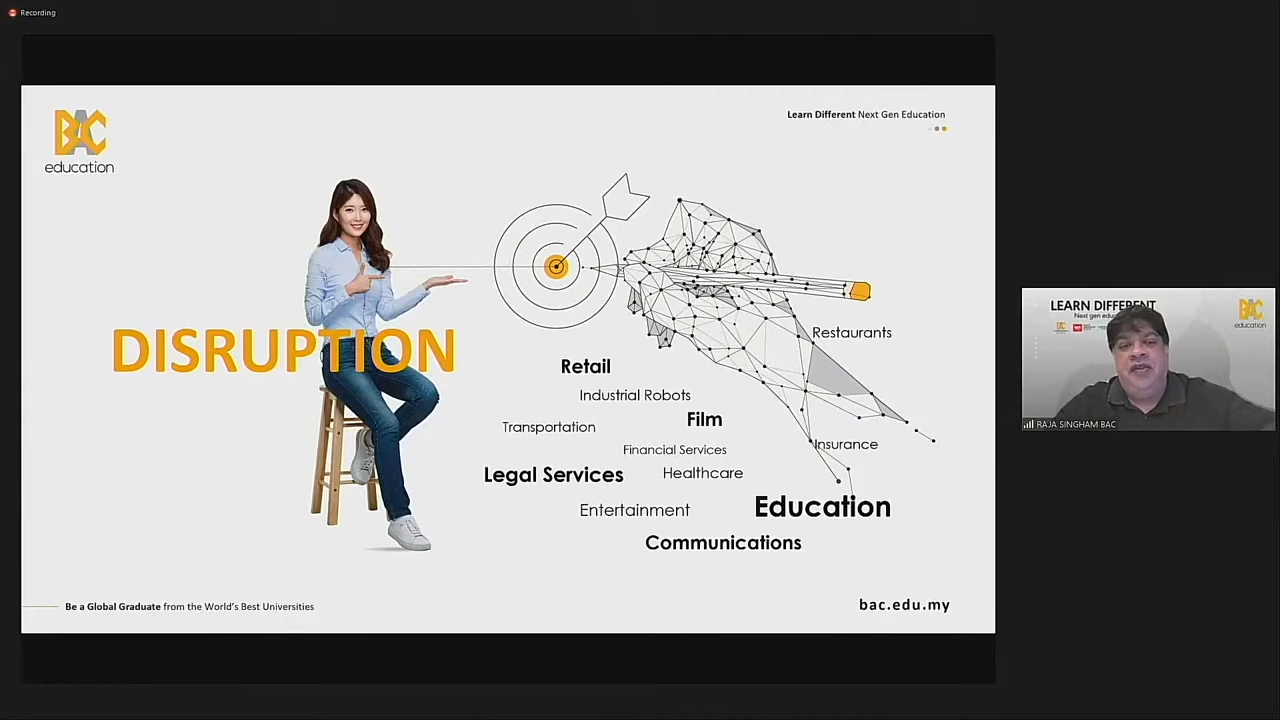 Recording
BAC
education
Learn Different Next Gen Education
DISRUPTION
Restaurants
Retail
Industrial Robots
Film
Transportation
Insurance
Financial Services
Legal Services
Healthcare
Education
Entertainment
Communications
Be a Global Graduate from the World's Best Universities
bac.edu.my
LEARN DIFFERENT
BAC
education
RAJA SINGHAM BAC